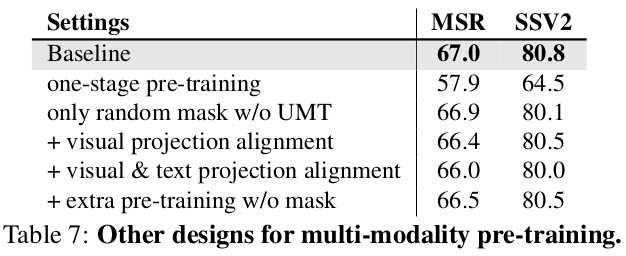 Settings MSR SSV2
Baseline 67.0 80.8
one-stage pre-training 57.9 64.5
only random mask w/o UMT 66.9 80.1
+ visual projection alignment 66.4 80.5
+ visual & text projection alignment 66.0 80.0
+ extra pre-training w/o mask 66.5 80.5
Table 7: Other designs for multi-modality pre-training.